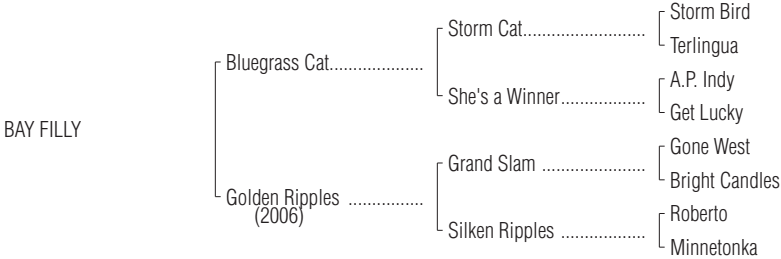 Storm Bird
Storm Cat..........................
Terlingua
Bluegrass Cat....................
A.P. Indy
She's a Winner..................
Get Lucky
BAY FILLY
Gone West
Grand Slam ......................
Bright Candles
Golden Ripples ................
(2006)
Roberto
Silken Ripples ..................
Minnetonka